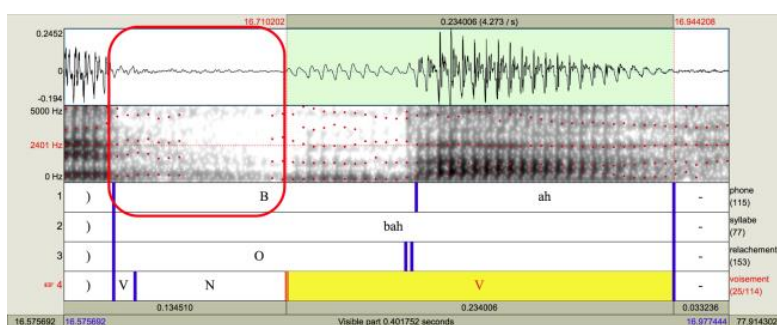 16.710202 0.234006 (4.273 / s) 16.944208
0.2452
0
-0.194
5000 Hz
2401 Hz
0 Hz
1 ) B ah - phone (115)
2 ) bah - syllabe (77)
3 ) O - relachement (153)
4 ) V N V - voisement (25/114)
0.134510 0.234006 0.033236
16.575692 16.575692 Visible part 0.401752 seconds 16.977444 77.914302